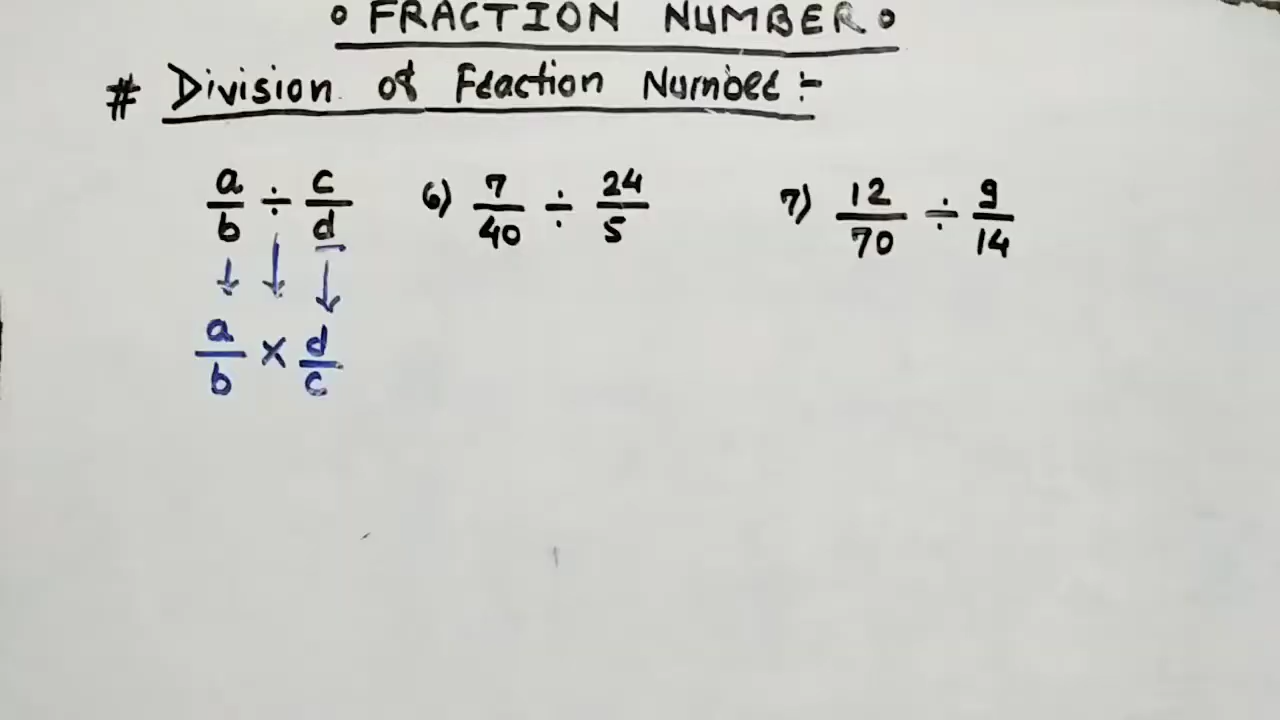 • FRACTION NUMBER •
# Division of Fraction Number :-
a/b ÷ c/d
6) 7/40 ÷ 24/5
7) 12/70 ÷ 9/14
↓ ↓ ↓
a/b × d/c